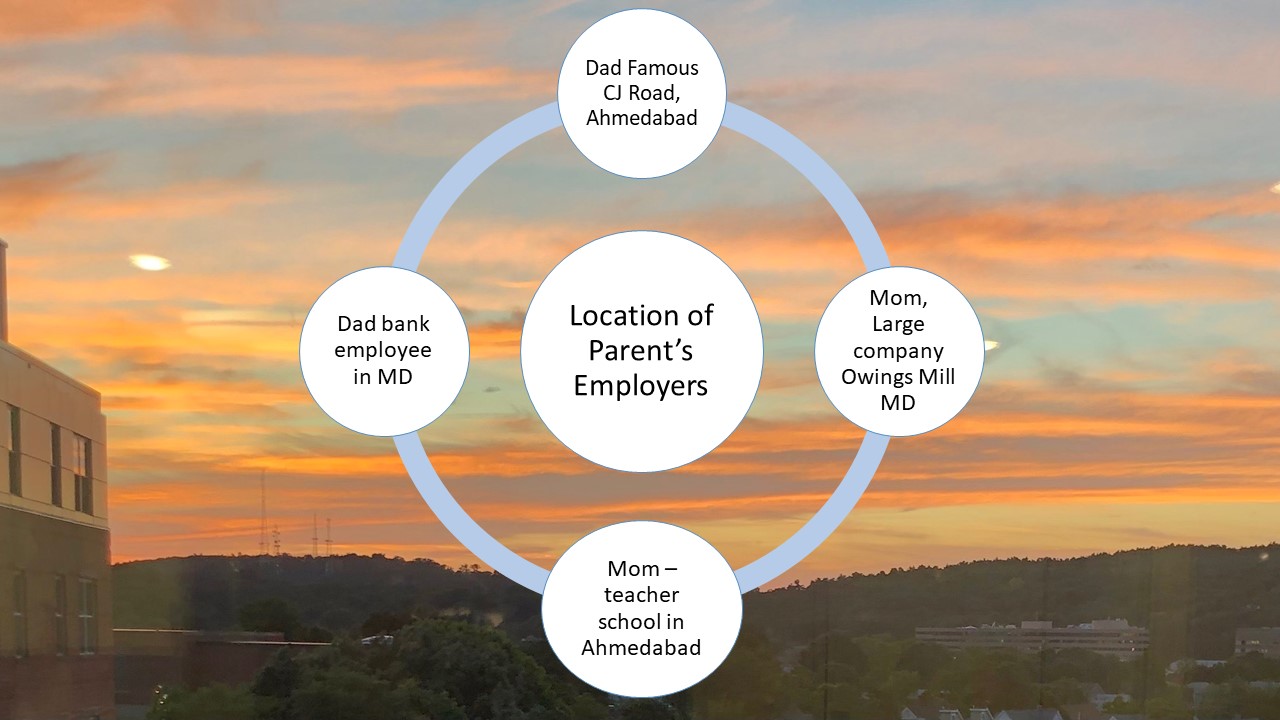 Dad Famous
CJ Road,
Ahmedabad
Dad bank
employee
in MD
Location of
Parent’s
Employers
Mom,
Large
company
Owings Mill
MD
Mom –
teacher
school in
Ahmedabad